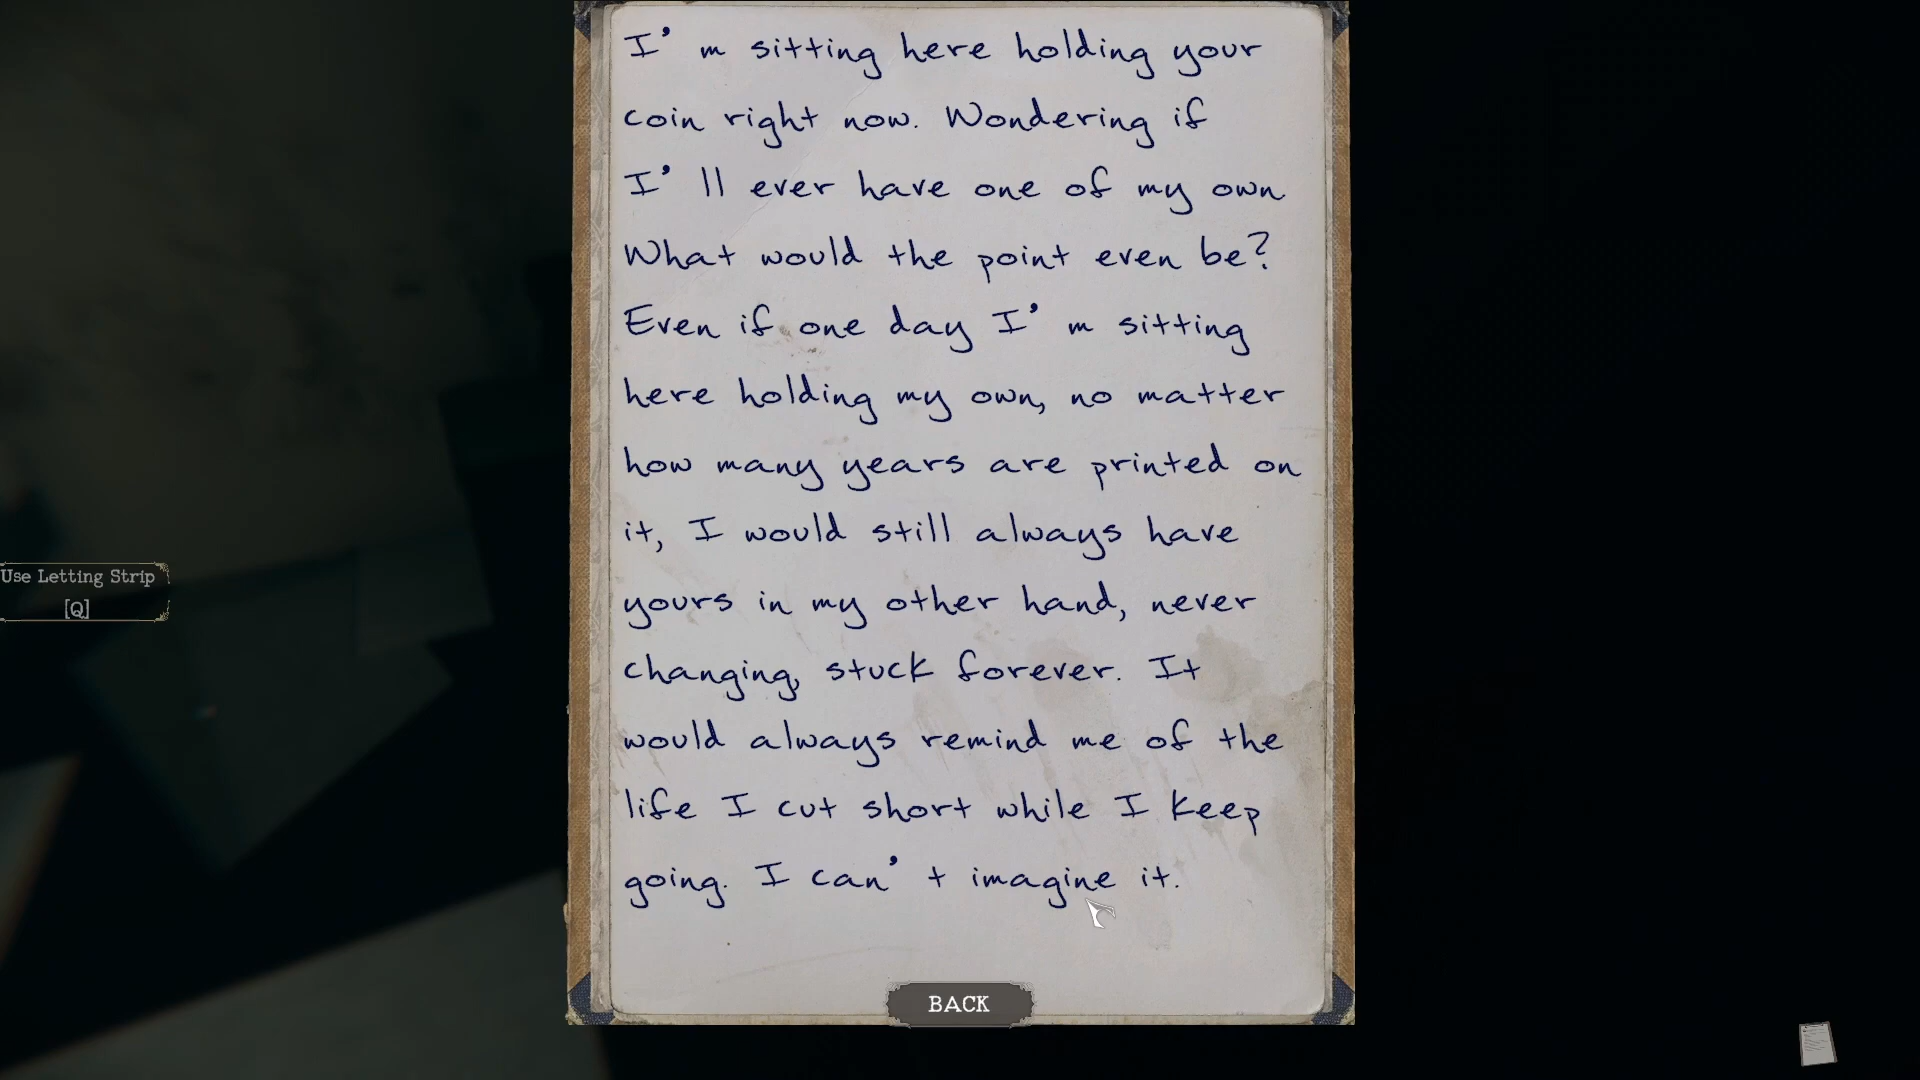 I' m sitting here holding your
coin right now. Wondering if
I' ll ever have one of my own
What would the point even be?
Even if one day I' m sitting
here holding my own, no matter
how many years are printed on
it, I would still always have
Use Letting Strip
[Q]
yours in my other hand, never
changing, stuck forever. It
would always remind me of the
life I cut short while I keep
going. I can' t imagine it.
BACK